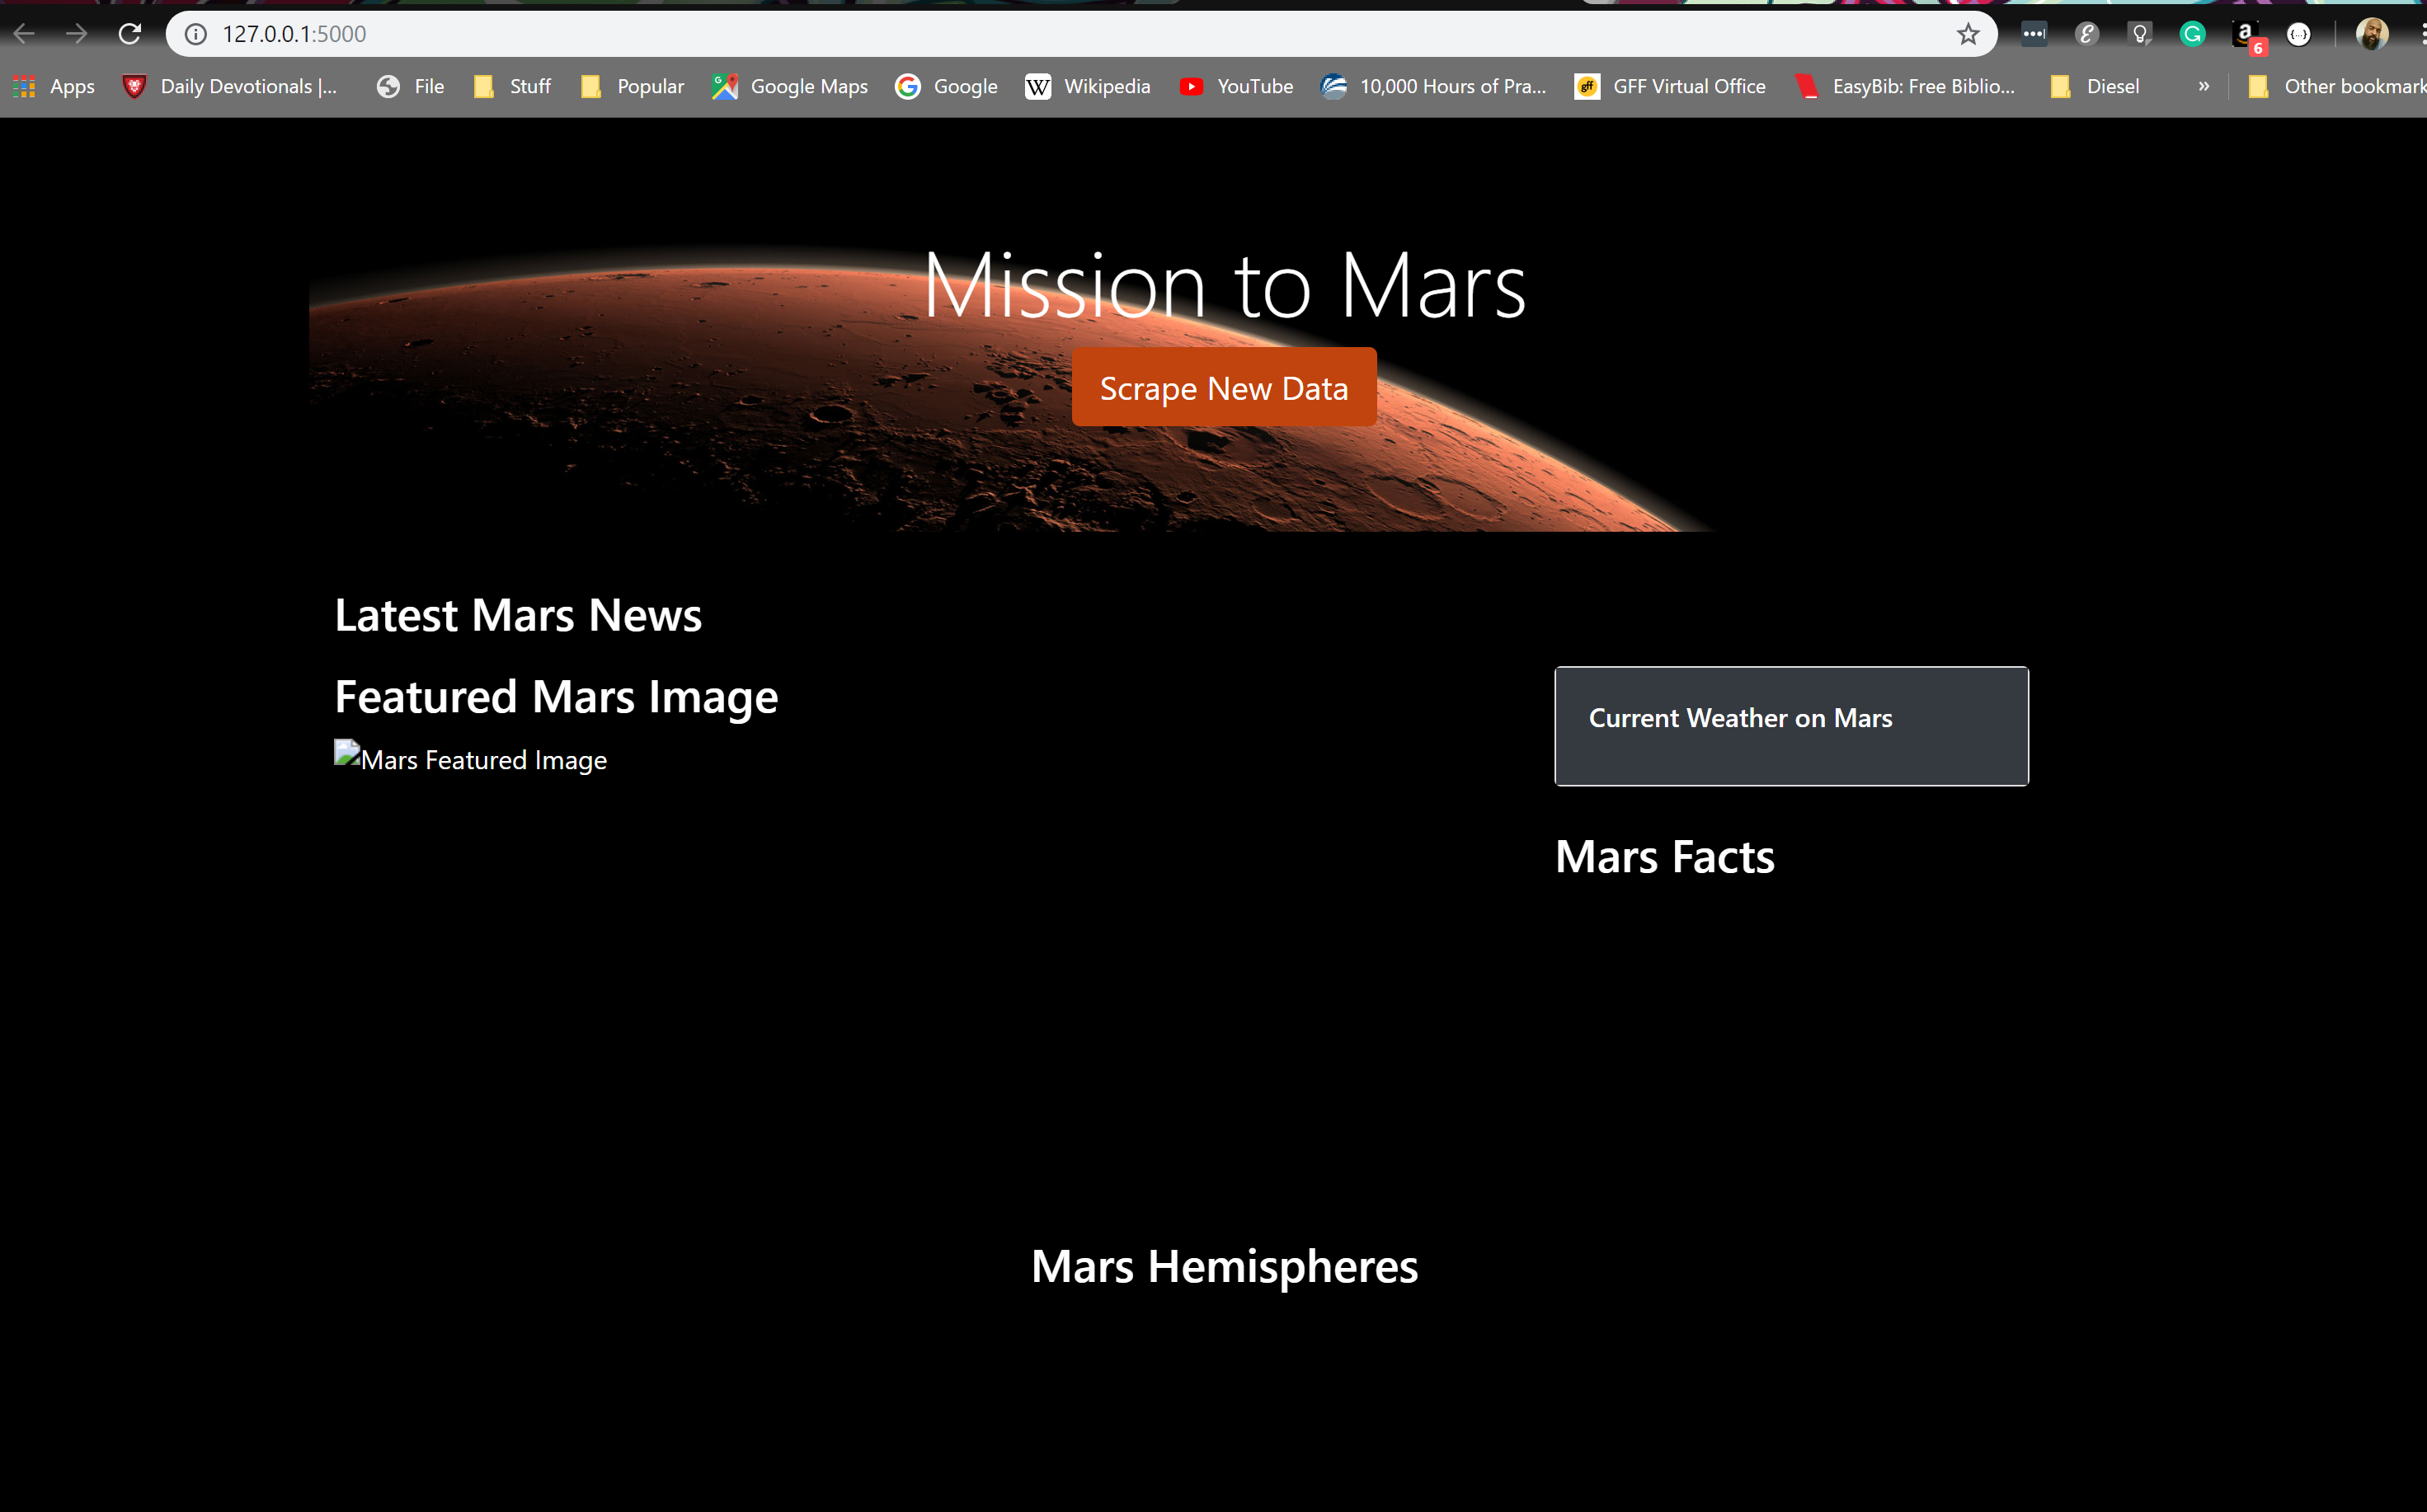 127.0.0.1:5000
6
Apps
Daily Devotionals |...
File
Stuff
Popular
Google Maps
Google
Wikipedia
YouTube
10,000 Hours of Pra...
GFF Virtual Office
EasyBib: Free Biblio...
Diesel
»
Other bookmark
Mission to Mars
Scrape New Data
Latest Mars News
Featured Mars Image
Mars Featured Image
Current Weather on Mars
Mars Facts
Mars Hemispheres